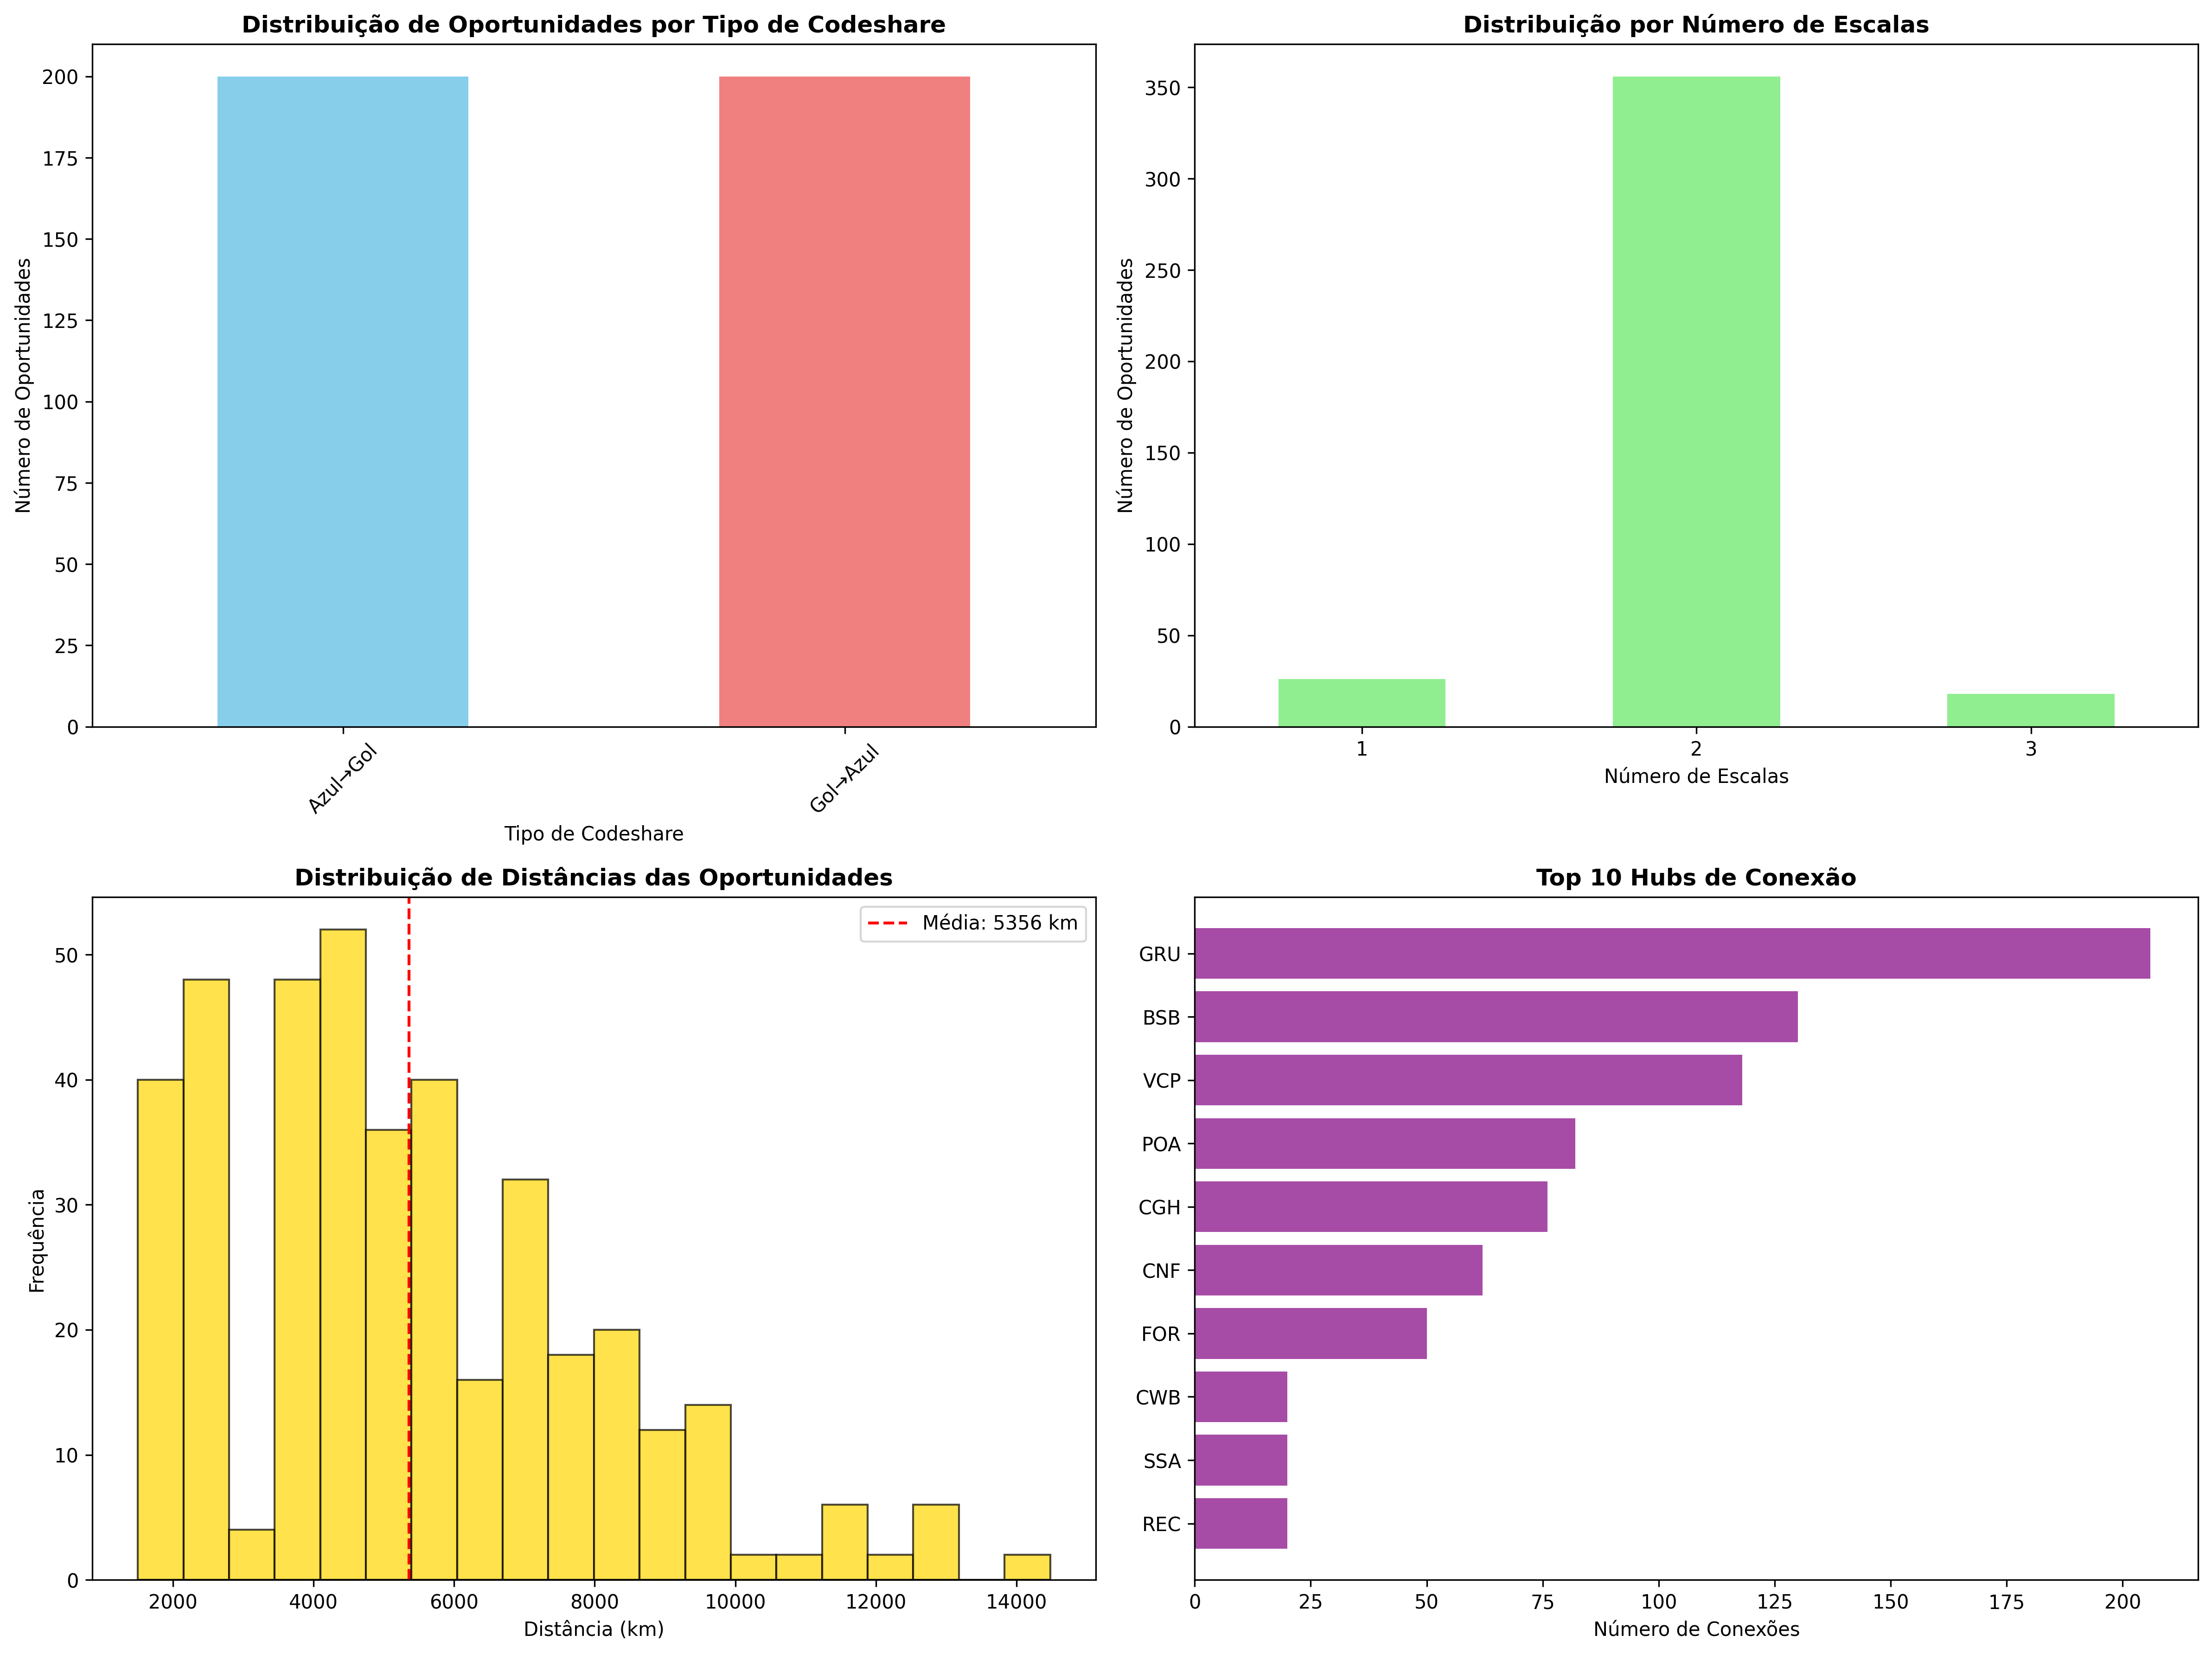 Distribuição de Oportunidades por Tipo de Codeshare
Número de Oportunidades
200
175
150
125
100
75
50
25
0
Azul→Gol
Gol→Azul
Tipo de Codeshare
Distribuição por Número de Escalas
Número de Oportunidades
350
300
250
200
150
100
50
0
1
2
3
Número de Escalas
Distribuição de Distâncias das Oportunidades
Média: 5356 km
Frequência
50
40
30
20
10
0
2000
4000
6000
8000
10000
12000
14000
Distância (km)
Top 10 Hubs de Conexão
GRU
BSB
VCP
POA
CGH
CNF
FOR
CWB
SSA
REC
0
25
50
75
100
125
150
175
200
Número de Conexões